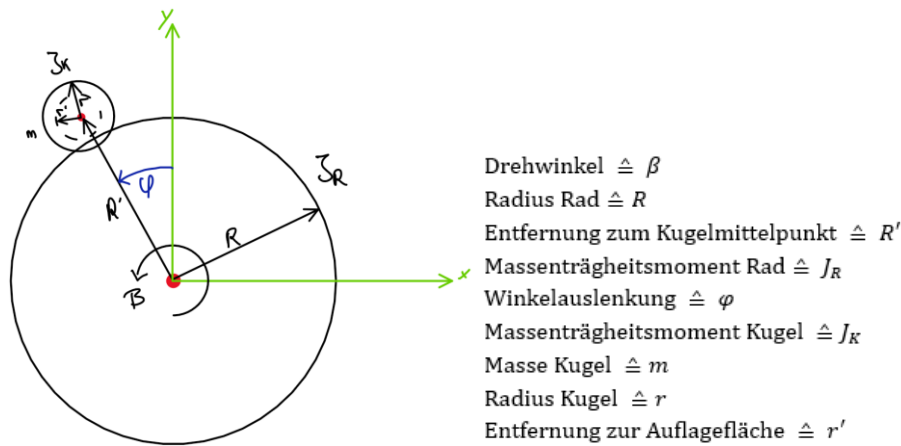 y
J_K
m
r'
r
φ
R'
R
J_R
β
x
Drehwinkel ≙ β
Radius Rad ≙ R
Entfernung zum Kugelmittelpunkt ≙ R′
Massenträgheitsmoment Rad ≙ J_R
Winkelauslenkung ≙ φ
Massenträgheitsmoment Kugel ≙ J_K
Masse Kugel ≙ m
Radius Kugel ≙ r
Entfernung zur Auflagefläche ≙ r′